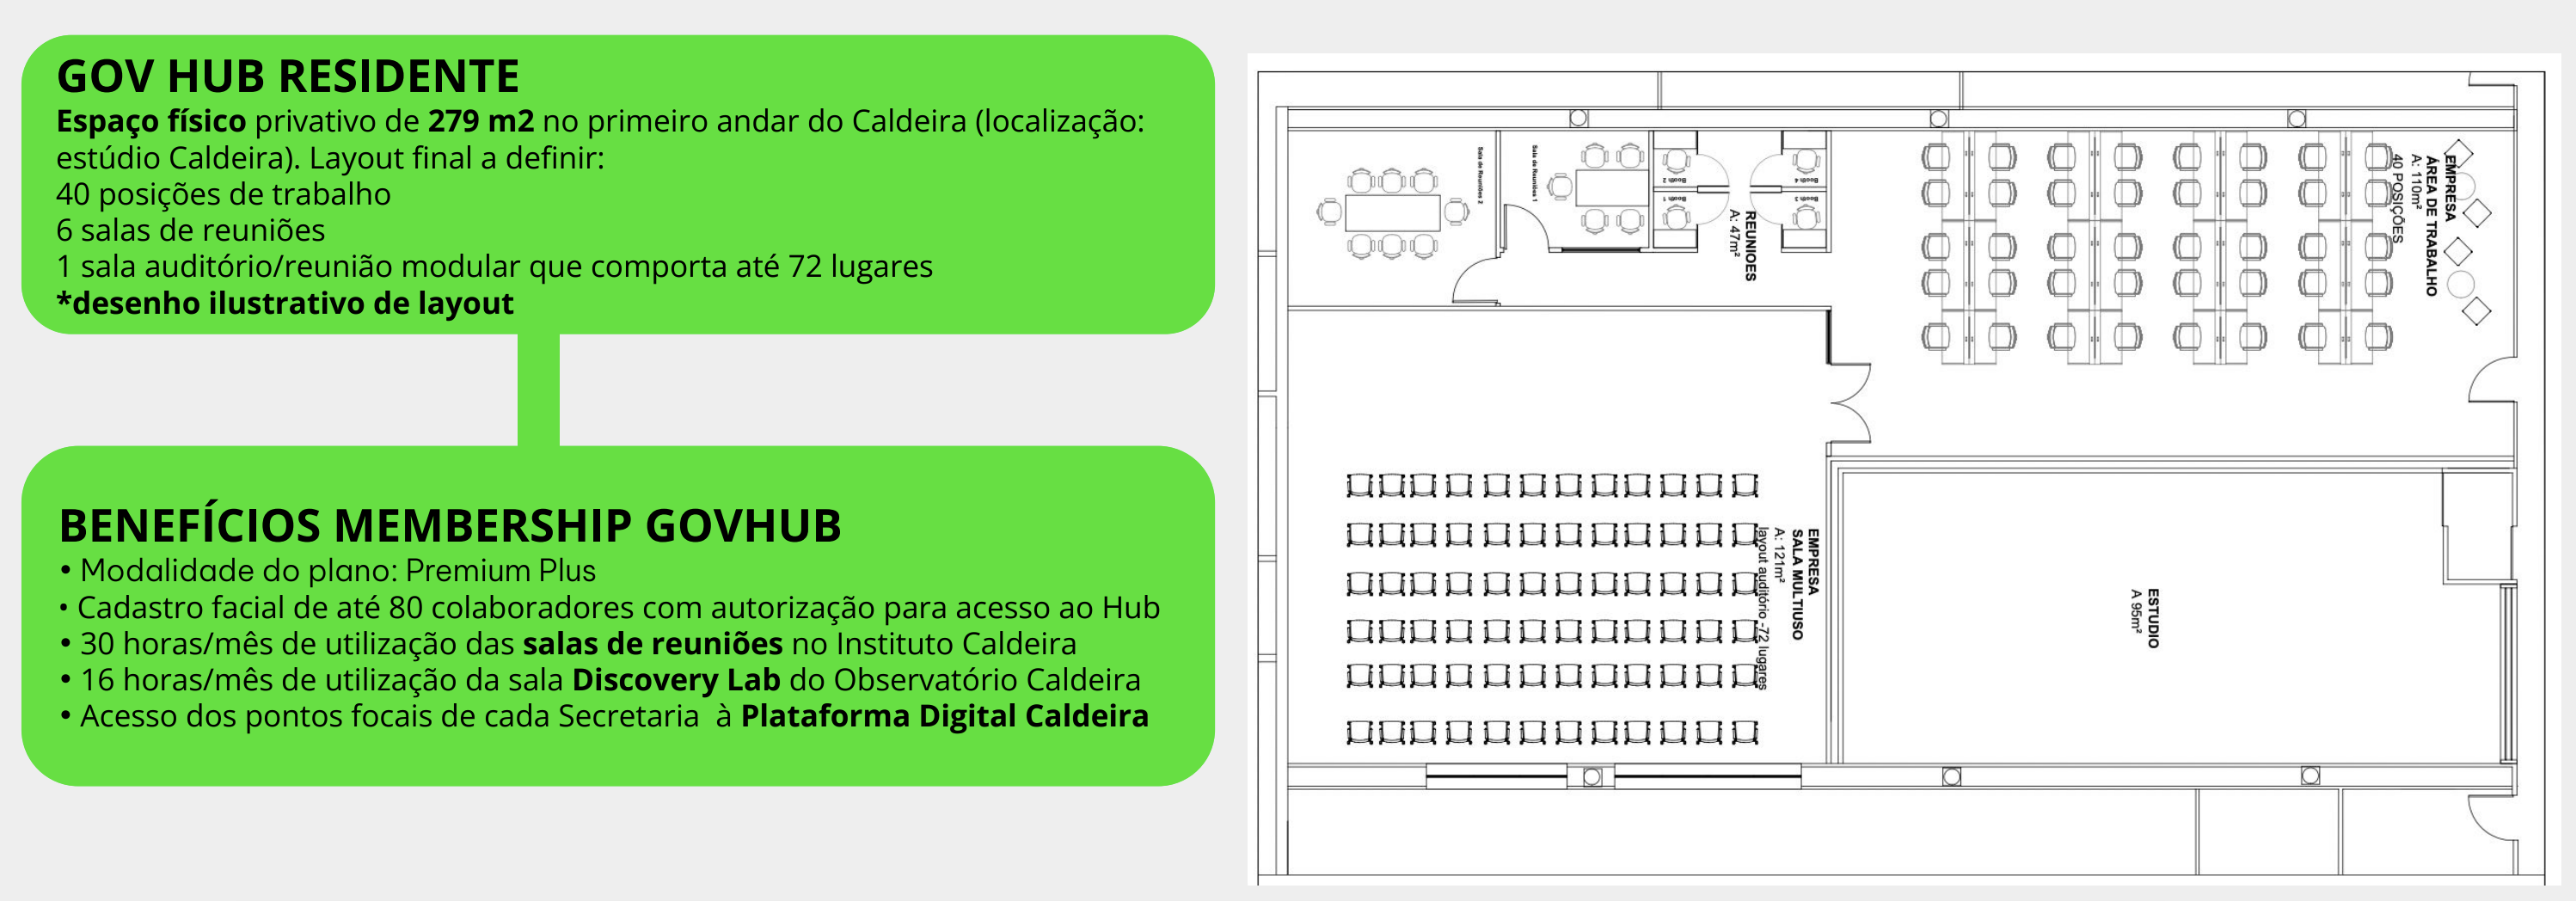 GOV HUB RESIDENTE
Espaço físico privativo de 279 m2 no primeiro andar do Caldeira (localização:
estúdio Caldeira). Layout final a definir:
40 posições de trabalho
6 salas de reuniões
1 sala auditório/reunião modular que comporta até 72 lugares
*desenho ilustrativo de layout
BENEFÍCIOS MEMBERSHIP GOVHUB
• Modalidade do plano: Premium Plus
• Cadastro facial de até 80 colaboradores com autorização para acesso ao Hub
• 30 horas/mês de utilização das salas de reuniões no Instituto Caldeira
• 16 horas/mês de utilização da sala Discovery Lab do Observatório Caldeira
• Acesso dos pontos focais de cada Secretaria  à Plataforma Digital Caldeira
Sala de Reuniões 2
Sala de Reuniões 1
Booth 2
Booth 1
Booth 4
Booth 3
REUNIOES
A: 47m²
EMPRESA
ÁREA DE TRABALHO
A: 110m²
40 POSIÇÕES
EMPRESA
SALA MULTIUSO
A: 121m²
layout auditório -72 lugares
ESTUDIO
A 95m²